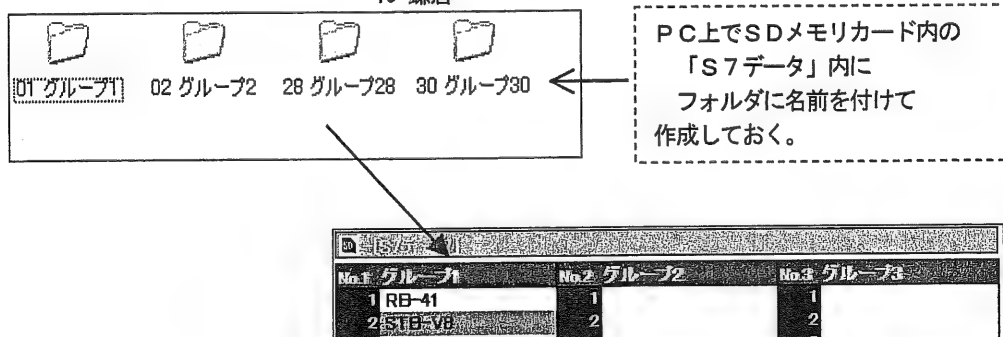 01 グループ1
02 グループ2
28 グループ28
30 グループ30
PC上でSDメモリカード内の
「S7データ」内に
フォルダに名前を付けて
作成しておく。
No.1 グループ1
No.2 グループ2
No.3 グループ3
1 RB-41
1
1
2
2
2